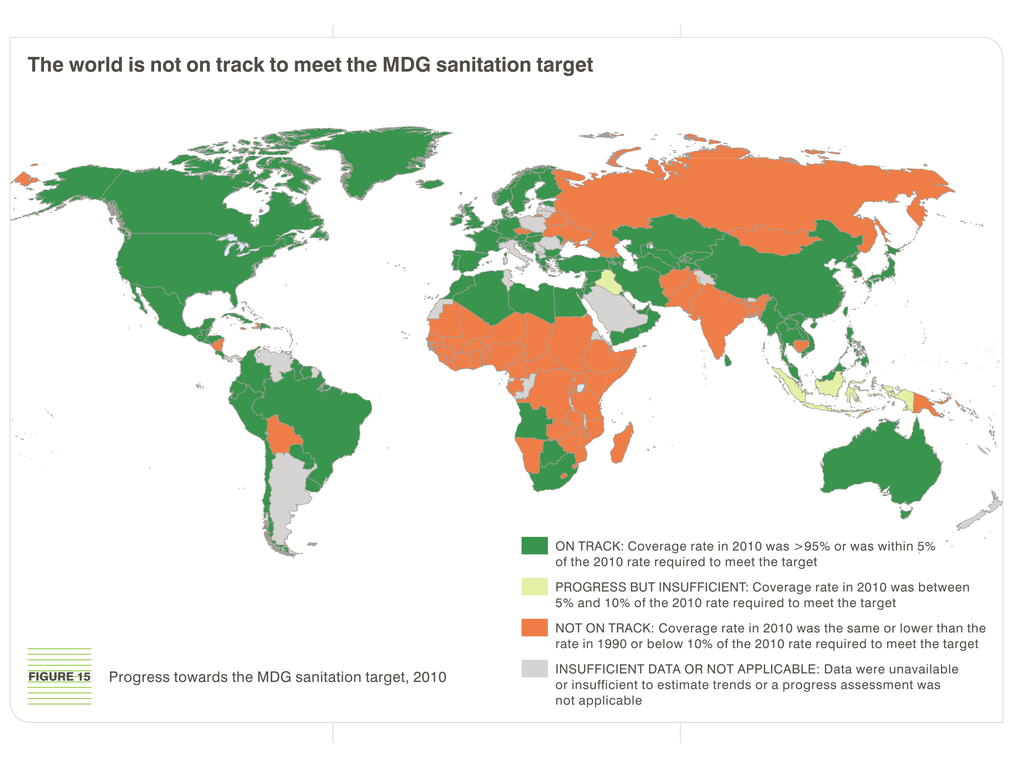 The world is not on track to meet the MDG sanitation target
ON TRACK: Coverage rate in 2010 was >95% or was within 5%
of the 2010 rate required to meet the target
PROGRESS BUT INSUFFICIENT: Coverage rate in 2010 was between
5% and 10% of the 2010 rate required to meet the target
NOT ON TRACK: Coverage rate in 2010 was the same or lower than the
rate in 1990 or below 10% of the 2010 rate required to meet the target
INSUFFICIENT DATA OR NOT APPLICABLE: Data were unavailable
or insufficient to estimate trends or a progress assessment was
not applicable
FIGURE 15
Progress towards the MDG sanitation target, 2010